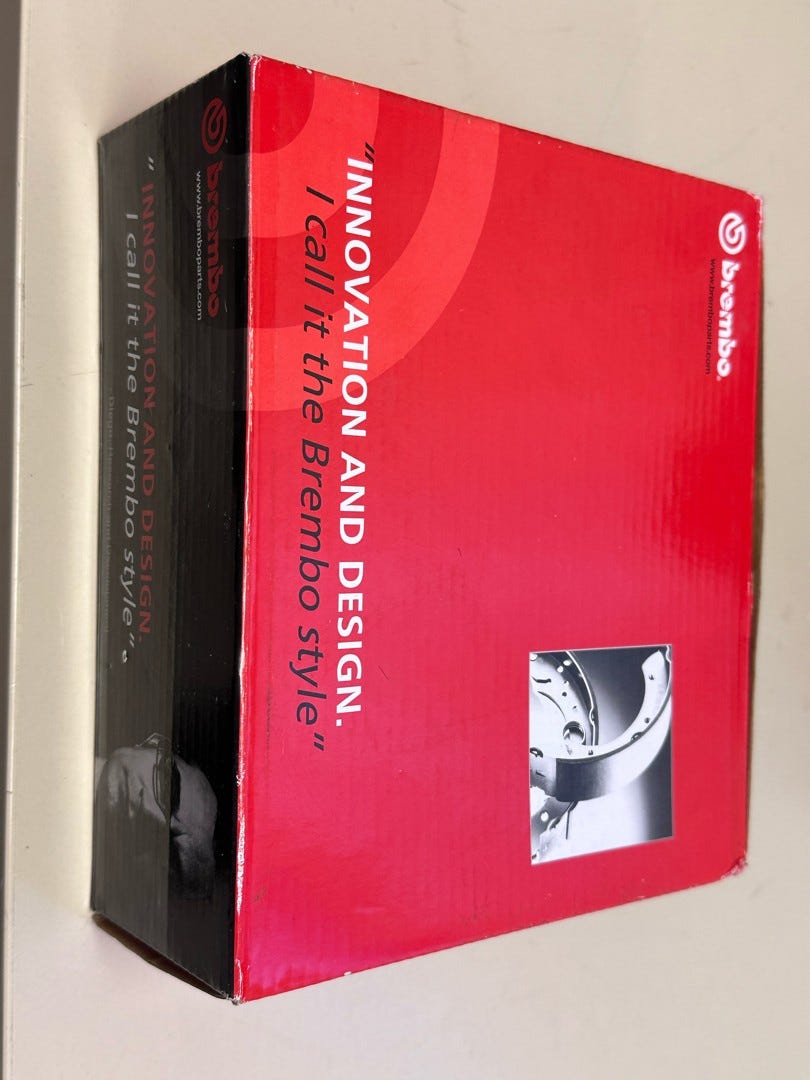 brembo
www.bremboparts.com
"INNOVATION AND DESIGN.
I call it the Brembo style"
brembo
www.bremboparts.com
"INNOVATION AND DESIGN.
I call it the Brembo style"